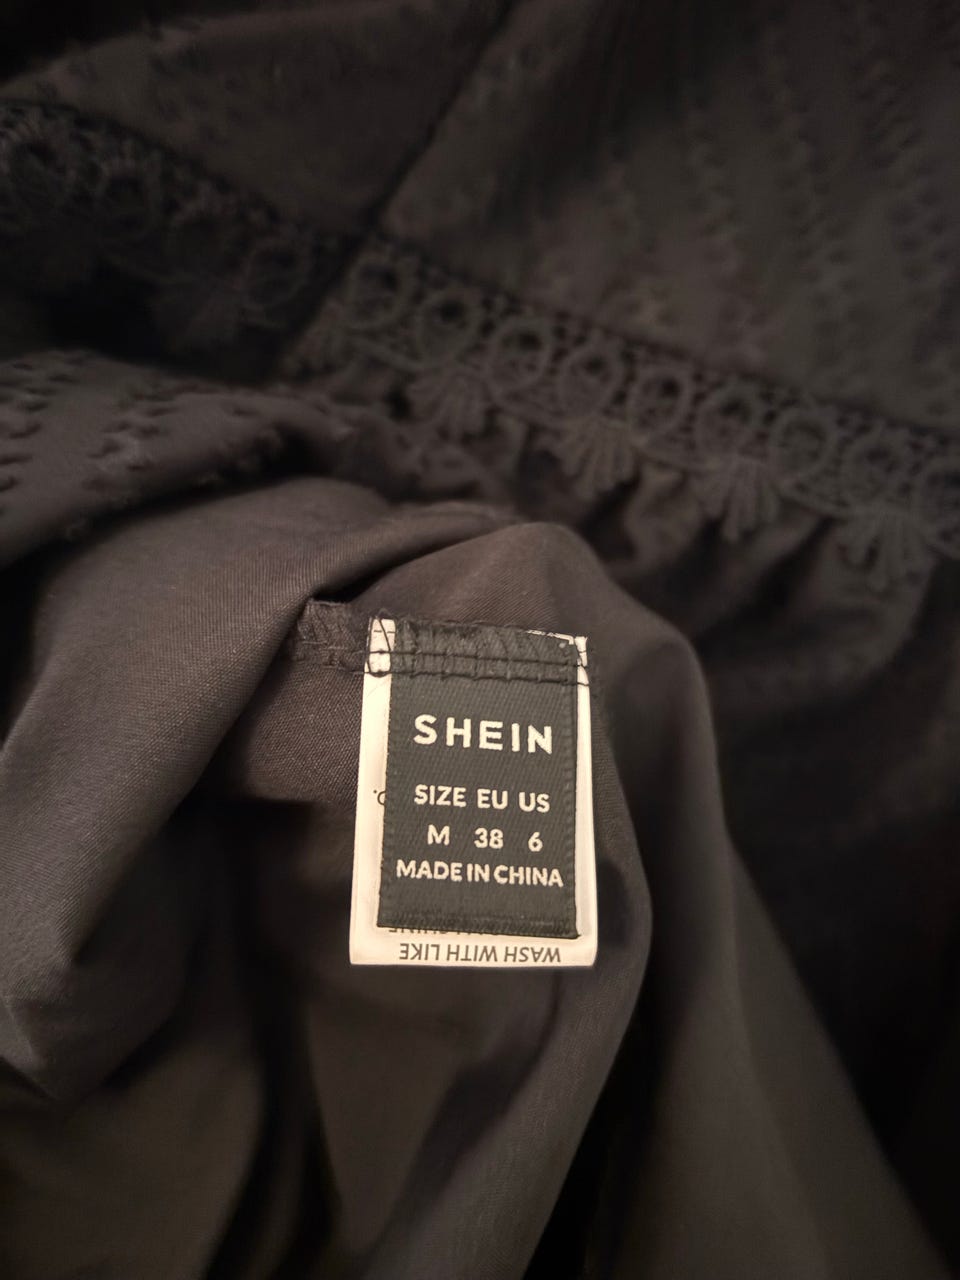 SHEIN
SIZE EU US
M 38 6
MADE IN CHINA
WASH WITH LIKE